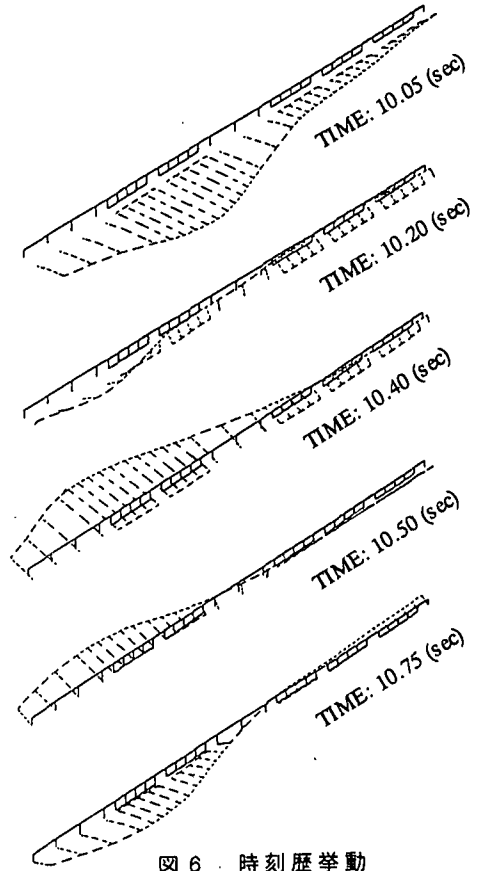 TIME: 10.05 (sec)
TIME: 10.20 (sec)
TIME: 10.40 (sec)
TIME: 10.50 (sec)
TIME: 10.75 (sec)
図6．時刻歴挙動